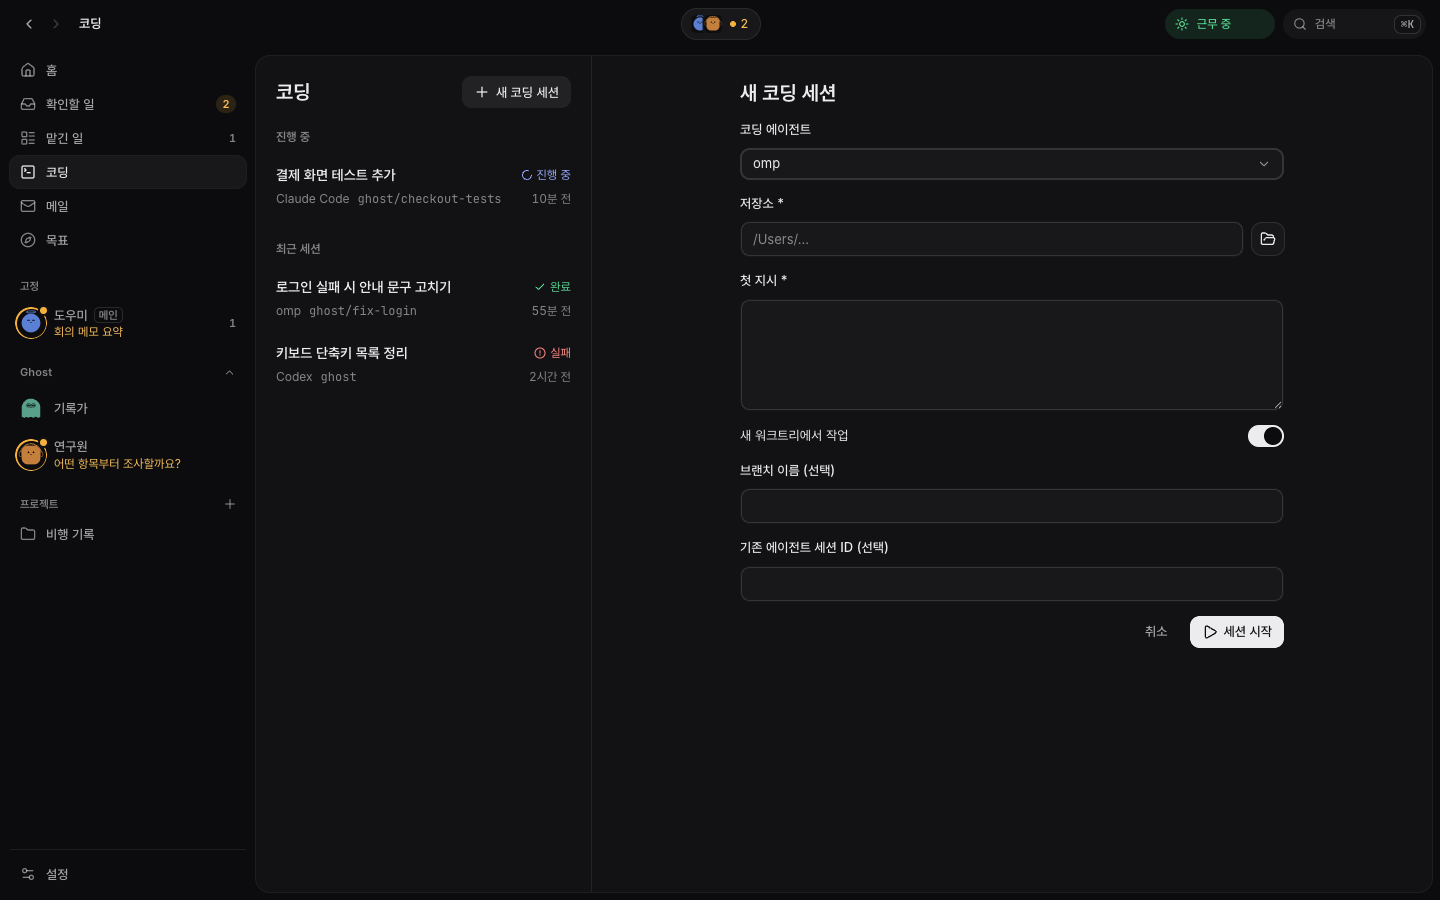 코딩
2
근무 중
검색
⌘K
홈
확인할 일
2
맡긴 일
1
코딩
메일
목표
고정
도우미
메인
회의 메모 요약
1
Ghost
기록가
연구원
어떤 항목부터 조사할까요?
프로젝트
비행 기록
설정
코딩
새 코딩 세션
진행 중
결제 화면 테스트 추가
진행 중
Claude Code ghost/checkout-tests
10분 전
최근 세션
로그인 실패 시 안내 문구 고치기
완료
omp ghost/fix-login
55분 전
키보드 단축키 목록 정리
실패
Codex ghost
2시간 전
새 코딩 세션
코딩 에이전트
omp
저장소 *
/Users/...
첫 지시 *
새 워크트리에서 작업
브랜치 이름 (선택)
기존 에이전트 세션 ID (선택)
취소
세션 시작